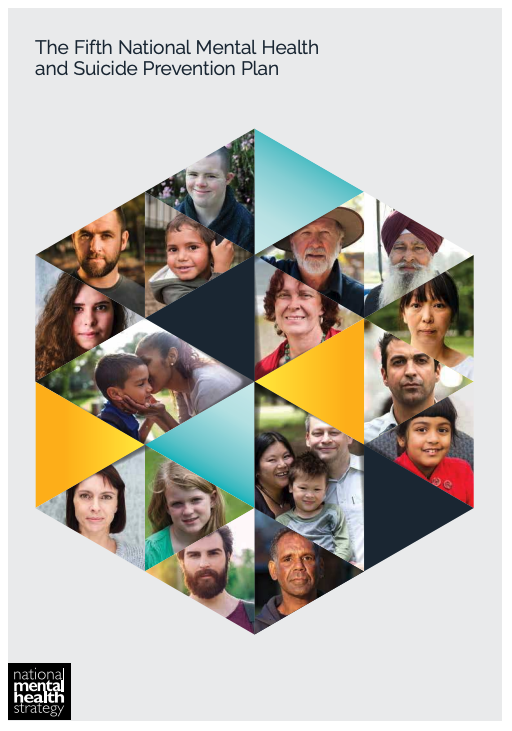 The Fifth National Mental Health
and Suicide Prevention Plan
national
mental
health
strategy